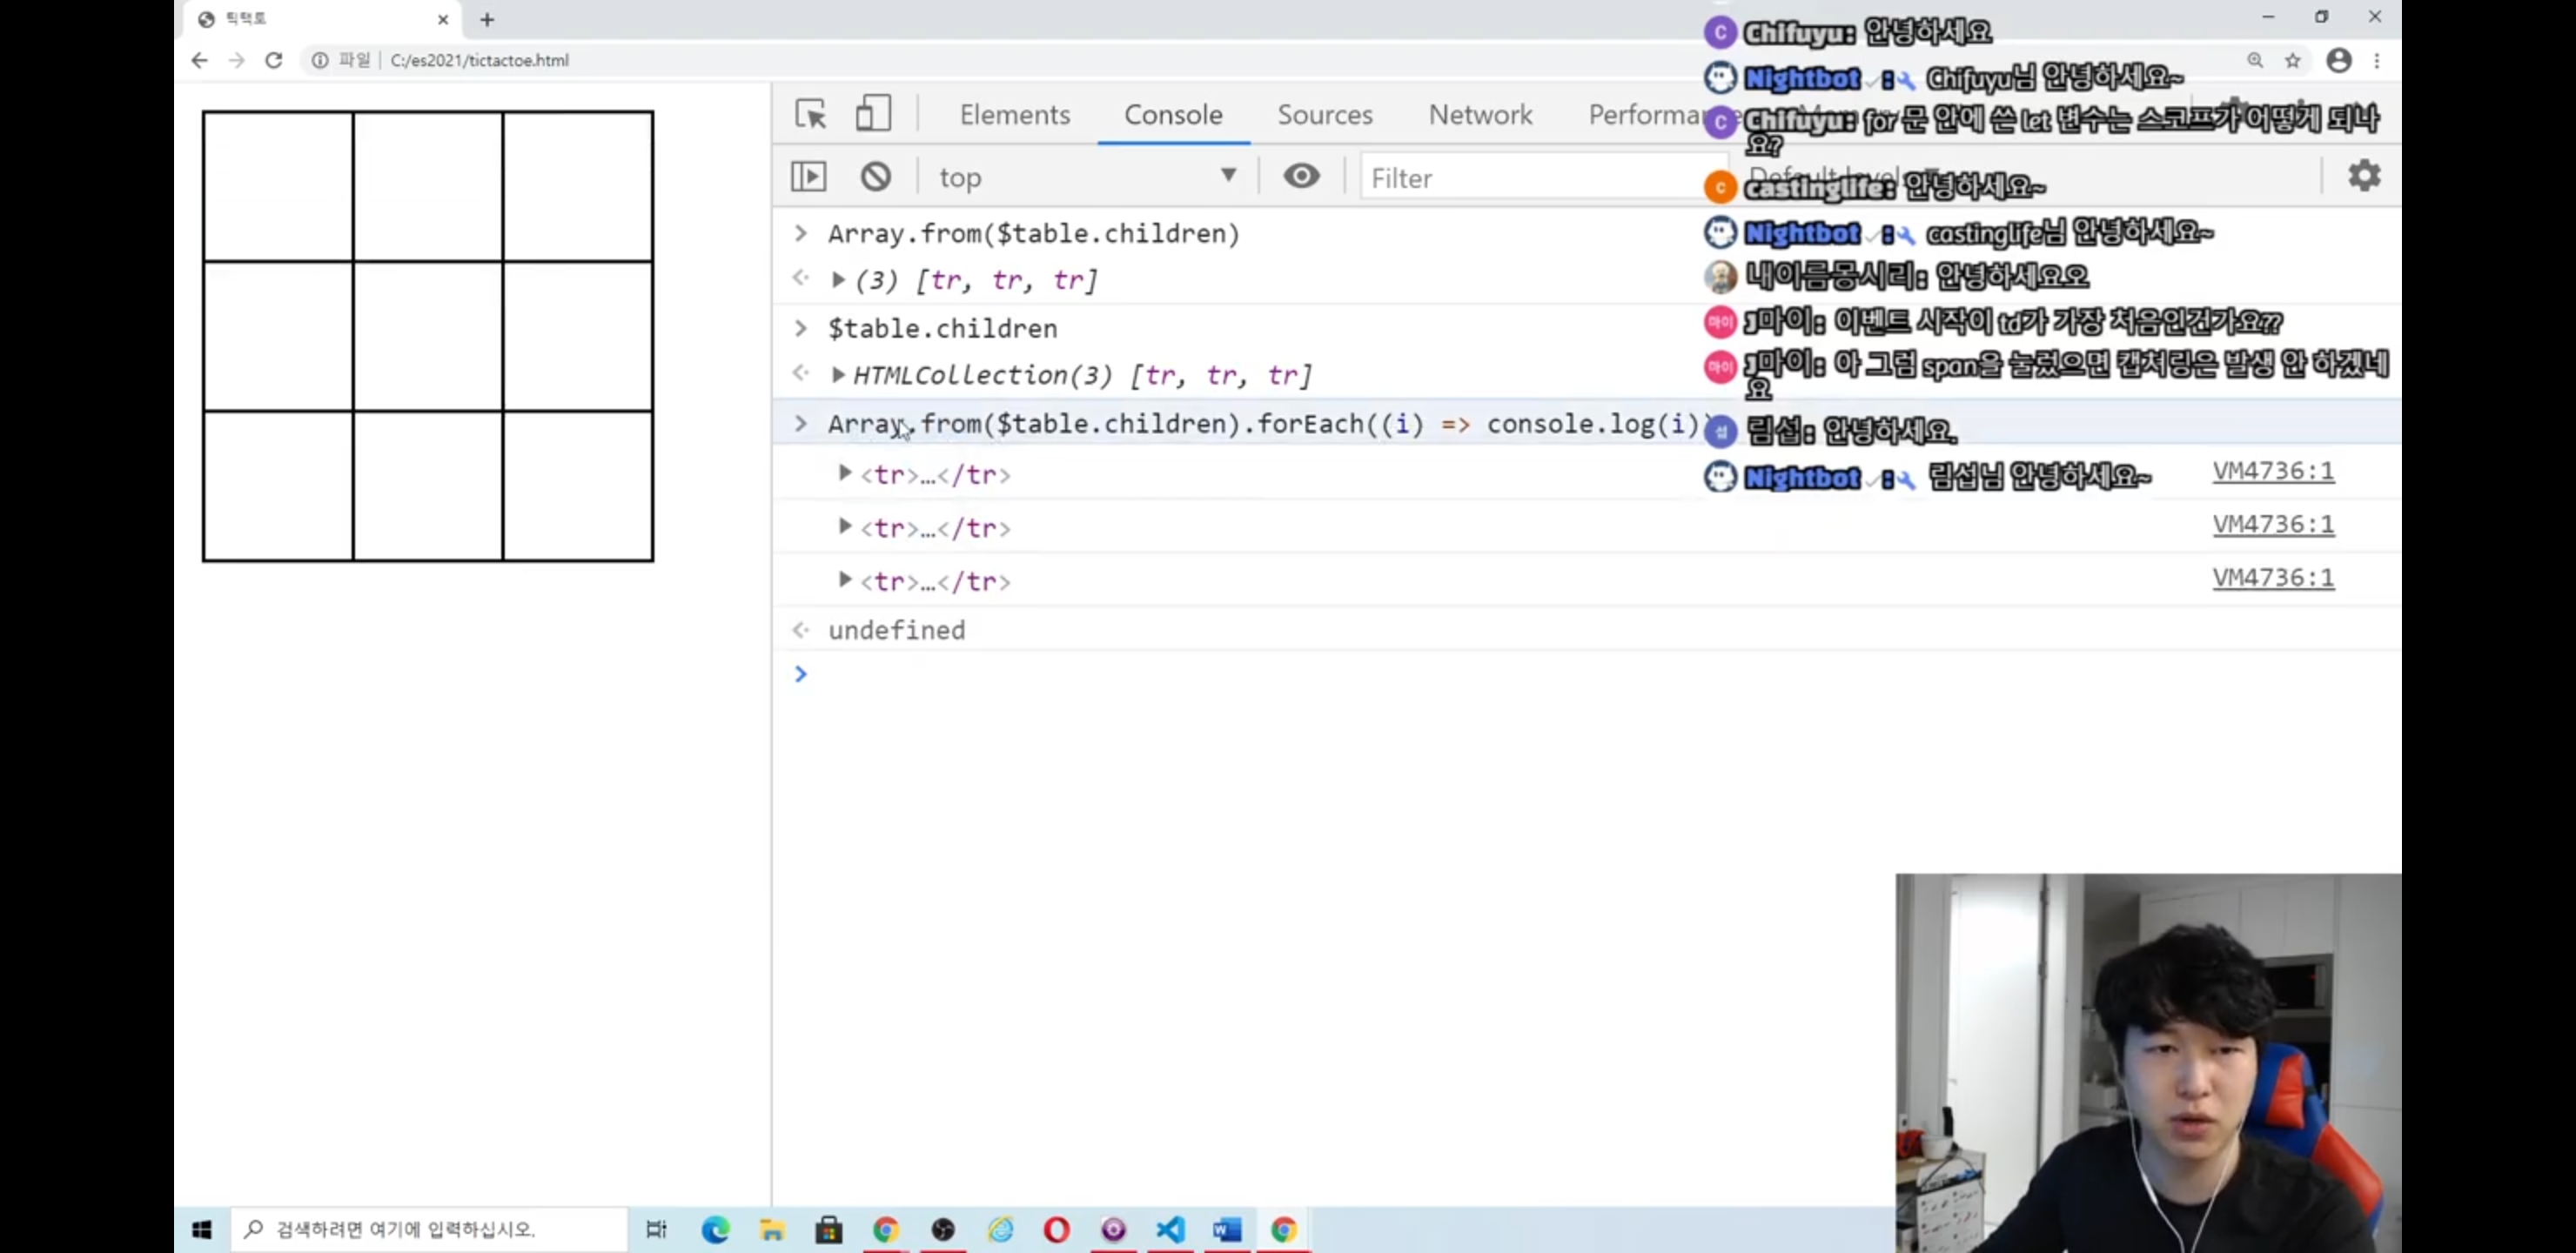 틱택토
파일
C:/es2021/tictactoe.html
Elements
Console
Sources
Network
top
Filter
Array.from($table.children)
(3) [tr, tr, tr]
$table.children
HTMLCollection(3) [tr, tr, tr]
Array.from($table.children).forEach((i) => console.log(i)
<tr>…</tr>
VM4736:1
<tr>…</tr>
VM4736:1
<tr>…</tr>
VM4736:1
undefined
C
Chifuyu: 안녕하세요
Nightbot : Chifuyu님 안녕하세요~
C
Chifuyu: for 문 안에 쓴 let 변수는 스코프가 어떻게 되나
요?
C
castinglife: 안녕하세요~
Nightbot : castinglife님 안녕하세요~
내이름몽시리: 안녕하세요오
마이
J마이: 이벤트 시작이 td가 가장 처음인건가요??
마이
J마이: 아 그럼 span을 눌렀으면 캡처링은 발생 안 하겠네
요
섭
림섭: 안녕하세요.
Nightbot : 림섭님 안녕하세요~
검색하려면 여기에 입력하십시오.